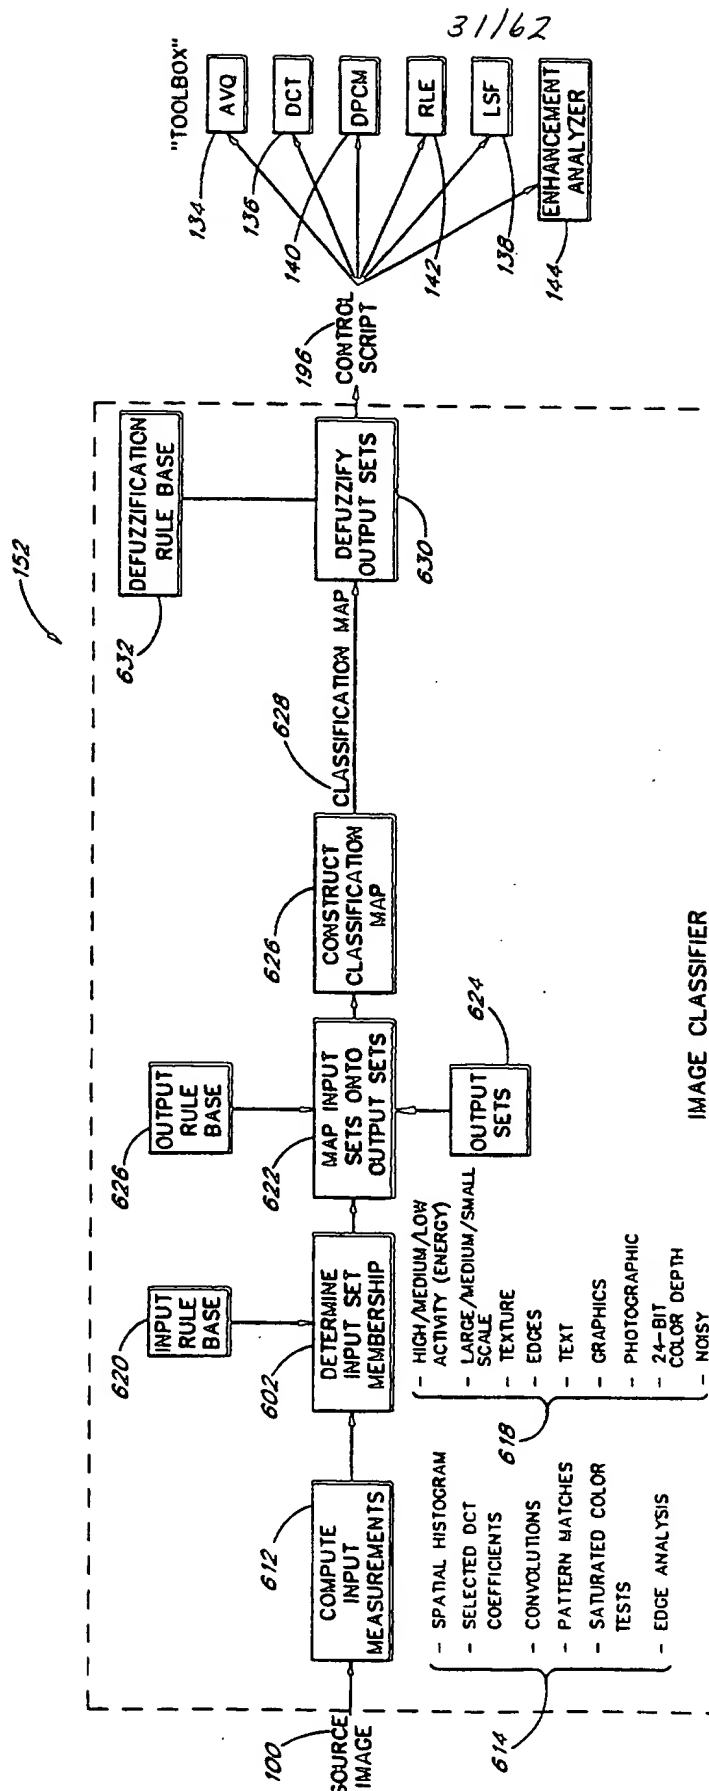 31/62
152
"TOOLBOX"
134
AVQ
136
DCT
140
DPCM
142
RLE
138
LSF
144
ENHANCEMENT
ANALYZER
196
CONTROL
SCRIPT
632
DEFUZZIFICATION
RULE BASE
630
DEFUZZIFY
OUTPUT SETS
628
CLASSIFICATION MAP
626
CONSTRUCT
CLASSIFICATION
MAP
626
OUTPUT
RULE
BASE
622
MAP INPUT
SETS ONTO
OUTPUT SETS
624
OUTPUT
SETS
620
INPUT
RULE
BASE
602
DETERMINE
INPUT SET
MEMBERSHIP
618
- HIGH/MEDIUM/LOW
ACTIVITY (ENERGY)
- LARGE/MEDIUM/SMALL
SCALE
- TEXTURE
- EDGES
- TEXT
- GRAPHICS
- PHOTOGRAPHIC
- 24-BIT
COLOR DEPTH
- NOISY
612
COMPUTE
INPUT
MEASUREMENTS
614
- SPATIAL HISTOGRAM
- SELECTED DCT
COEFFICIENTS
- CONVOLUTIONS
- PATTERN MATCHES
- SATURATED COLOR
TESTS
- EDGE ANALYSIS
100
SOURCE
IMAGE
IMAGE CLASSIFIER